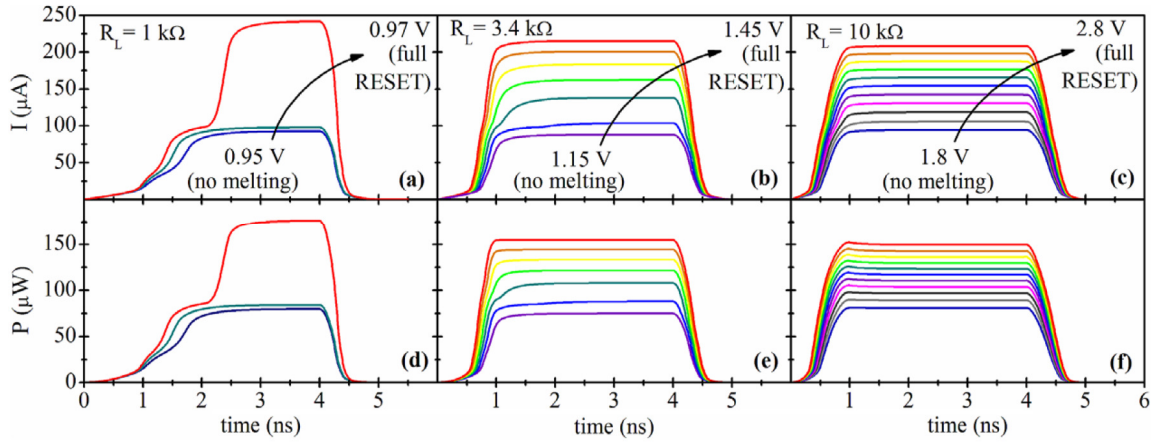 250
200
150
100
50
I (μA)
R_L= 1 kΩ
0.97 V
(full
RESET)
0.95 V
(no melting)
(a)
R_L= 3.4 kΩ
1.45 V
(full
RESET)
1.15 V
(no melting)
(b)
R_L= 10 kΩ
2.8 V
(full
RESET)
1.8 V
(no melting)
(c)
150
100
50
0
P (μW)
(d)
(e)
(f)
0 1 2 3 4 5
1 2 3 4 5
1 2 3 4 5 6
time (ns)
time (ns)
time (ns)